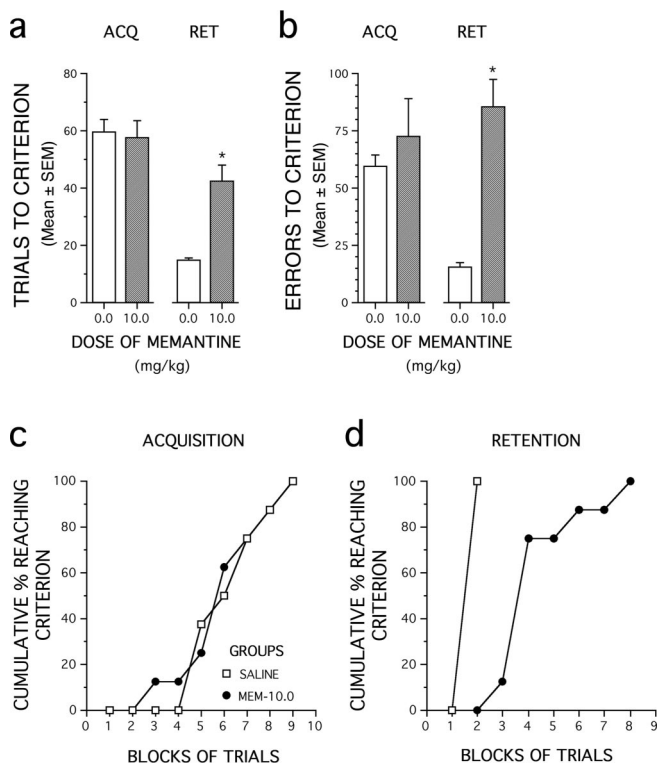 a
ACQ RET
TRIALS TO CRITERION
(Mean ± SEM)
80
60
40
20
0
*
0.0 10.0 0.0 10.0
DOSE OF MEMANTINE
(mg/kg)
b
ACQ RET
ERRORS TO CRITERION
(Mean ± SEM)
100
75
50
25
0
*
0.0 10.0 0.0 10.0
DOSE OF MEMANTINE
(mg/kg)
c
ACQUISITION
CUMULATIVE % REACHING
CRITERION
100
80
60
40
20
0
GROUPS
SALINE
MEM-10.0
0 1 2 3 4 5 6 7 8 9 10
BLOCKS OF TRIALS
d
RETENTION
CUMULATIVE % REACHING
CRITERION
100
80
60
40
20
0
0 1 2 3 4 5 6 7 8 9
BLOCKS OF TRIALS